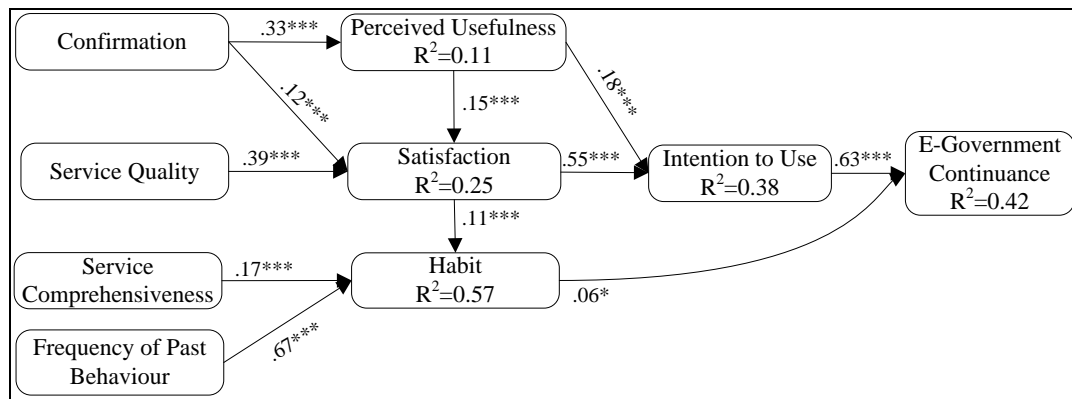 Confirmation
.33***
Perceived Usefulness
R²=0.11
.12***
.15***
.18***
Service Quality
.39***
Satisfaction
R²=0.25
.55***
Intention to Use
R²=0.38
.63***
E-Government
Continuance
R²=0.42
.11***
Service
Comprehensiveness
.17***
Habit
R²=0.57
.06*
Frequency of Past
Behaviour
.67***